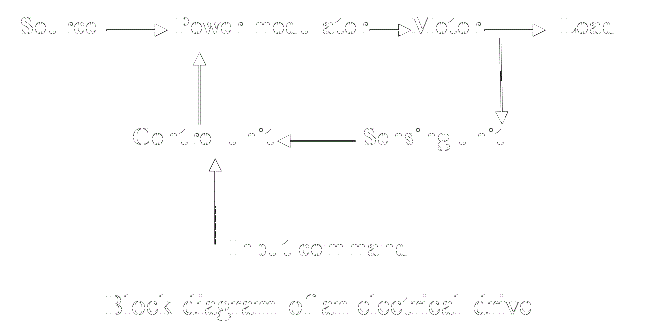 Source Power modulator Motor Load
Control unit Sensing unit
Input command
Block diagram of an electrical drive